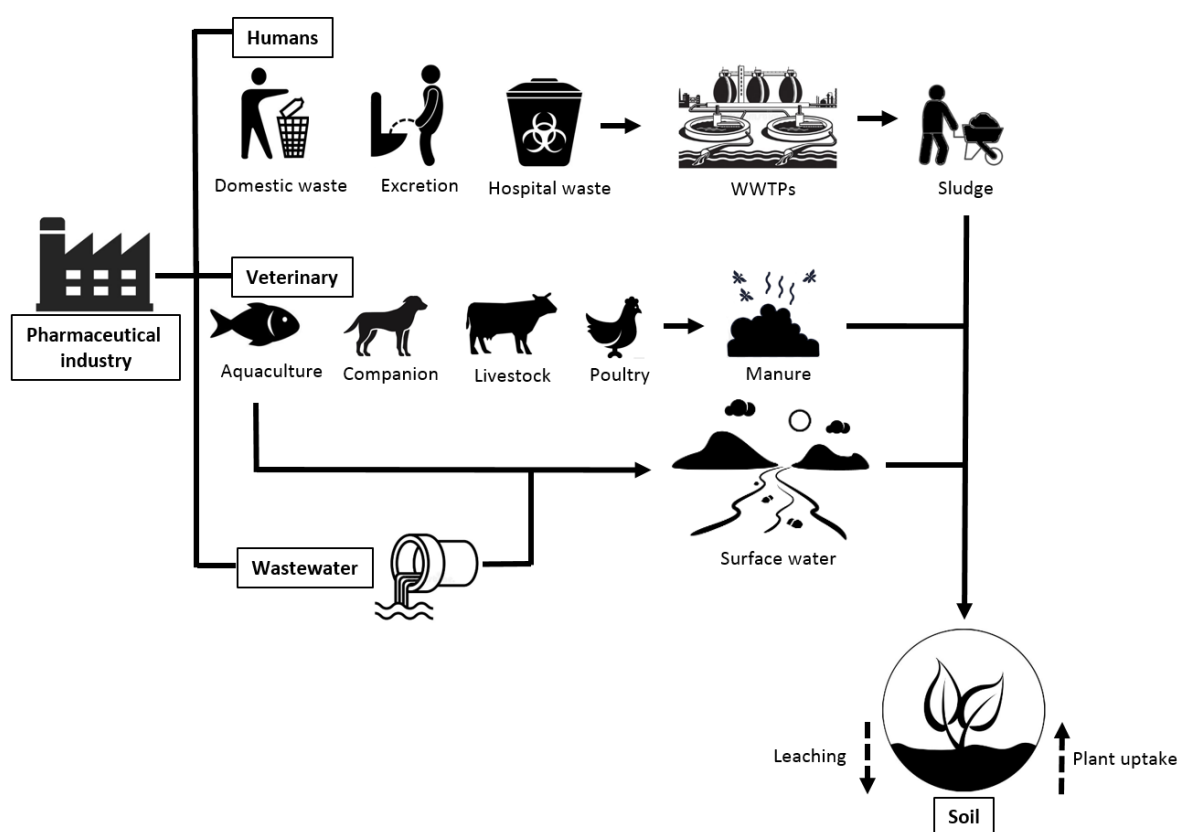 Humans
Domestic waste
Excretion
Hospital waste
WWTPs
Sludge
Pharmaceutical
industry
Veterinary
Aquaculture
Companion
Livestock
Poultry
Manure
Surface water
Wastewater
Leaching
Plant uptake
Soil